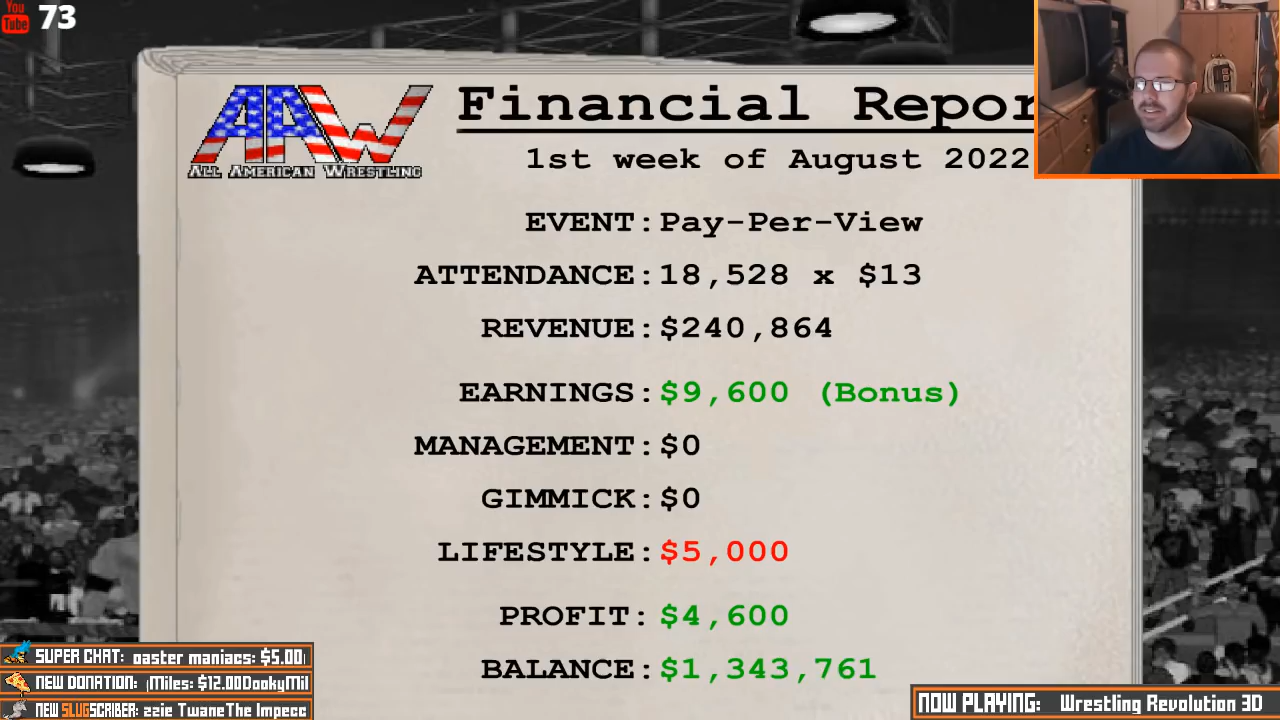 You
Tube
73
AAW
ALL AMERICAN WRESTLING
Financial Repor
1st week of August 2022
EVENT: Pay-Per-View
ATTENDANCE: 18,528 x $13
REVENUE: $240,864
EARNINGS: $9,600 (Bonus)
MANAGEMENT: $0
GIMMICK: $0
LIFESTYLE: $5,000
PROFIT: $4,600
BALANCE: $1,343,761
SUPER CHAT: oaster maniacs: $5.00
NEW DONATION: Miles: $12.00DookyMil
NEW SLUGSCRIBER: zzie TwaneThe Impecc
NOW PLAYING: Wrestling Revolution 3D